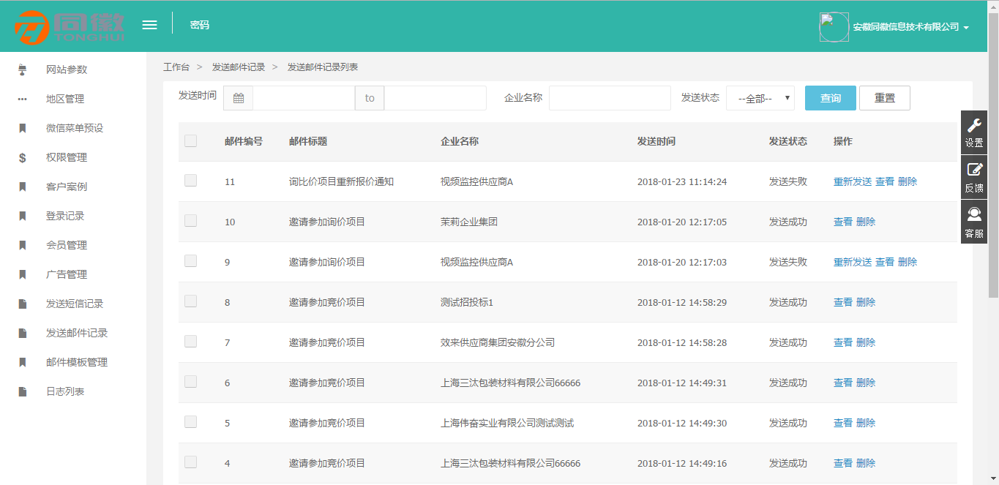 同徽
TONGHUI
密码
安徽同徽信息技术有限公司
网站参数
地区管理
微信菜单预设
权限管理
客户案例
登录记录
会员管理
广告管理
发送短信记录
发送邮件记录
邮件模板管理
日志列表
工作台 > 发送邮件记录 > 发送邮件记录列表
发送时间 to 企业名称 发送状态 --全部-- 查询 重置
邮件编号 邮件标题 企业名称 发送时间 发送状态 操作
11 询比价项目重新报价通知 视频监控供应商A 2018-01-23 11:14:24 发送失败 重新发送 查看 删除
10 邀请参加询价项目 茉莉企业集团 2018-01-20 12:17:05 发送成功 查看 删除
9 邀请参加询价项目 视频监控供应商A 2018-01-20 12:17:03 发送失败 重新发送 查看 删除
8 邀请参加竞价项目 测试招投标1 2018-01-12 14:58:29 发送成功 查看 删除
7 邀请参加竞价项目 效来供应商集团安徽分公司 2018-01-12 14:58:28 发送成功 查看 删除
6 邀请参加竞价项目 上海三汰包装材料有限公司66666 2018-01-12 14:49:31 发送成功 查看 删除
5 邀请参加竞价项目 上海伟奋实业有限公司测试测试 2018-01-12 14:49:30 发送成功 查看 删除
4 邀请参加竞价项目 上海三汰包装材料有限公司66666 2018-01-12 14:49:16 发送成功 查看 删除
设置
反馈
客服